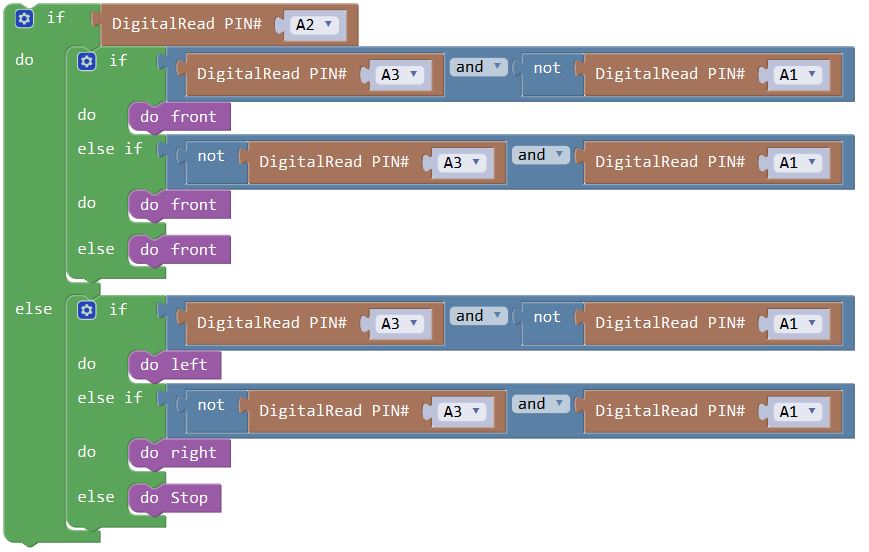 if DigitalRead PIN# A2
do if DigitalRead PIN# A3 and not DigitalRead PIN# A1
do do front
else if not DigitalRead PIN# A3 and DigitalRead PIN# A1
do do front
else do front
else if DigitalRead PIN# A3 and not DigitalRead PIN# A1
do do left
else if not DigitalRead PIN# A3 and DigitalRead PIN# A1
do do right
else do Stop